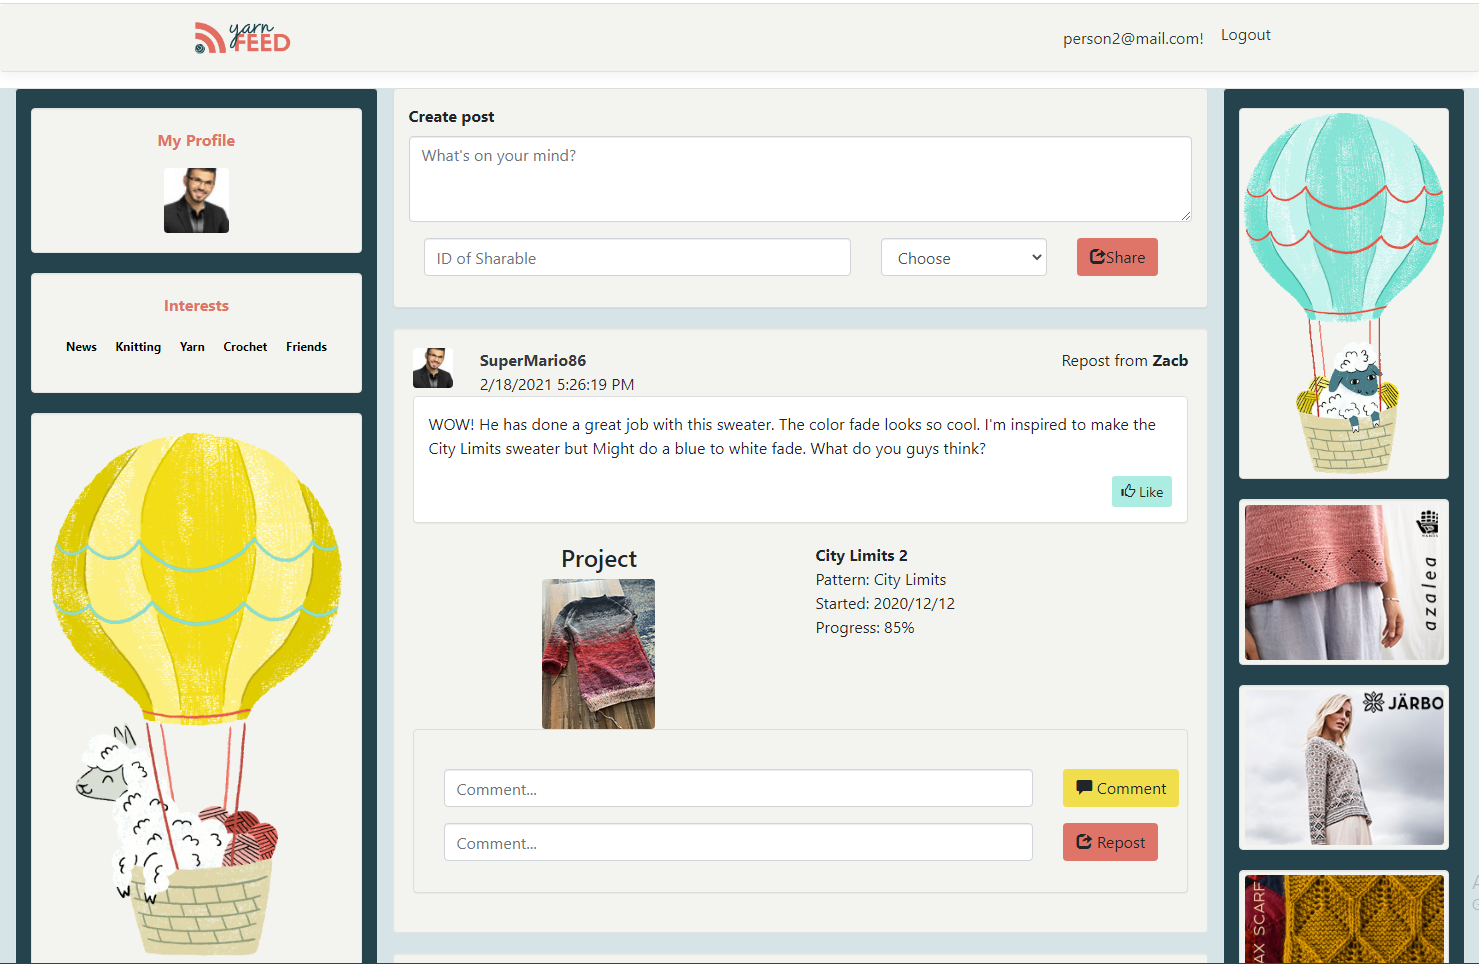 yarn
FEED
person2@mail.com!
Logout
My Profile
Interests
News Knitting Yarn Crochet Friends
Create post
What's on your mind?
ID of Sharable
Choose
Share
SuperMario86
2/18/2021 5:26:19 PM
Repost from Zacb
WOW! He has done a great job with this sweater. The color fade looks so cool. I'm inspired to make the
City Limits sweater but Might do a blue to white fade. What do you guys think?
Like
Project
City Limits 2
Pattern: City Limits
Started: 2020/12/12
Progress: 85%
Comment...
Comment
Comment...
Repost
azalea
JÄRBO
AX SCARF